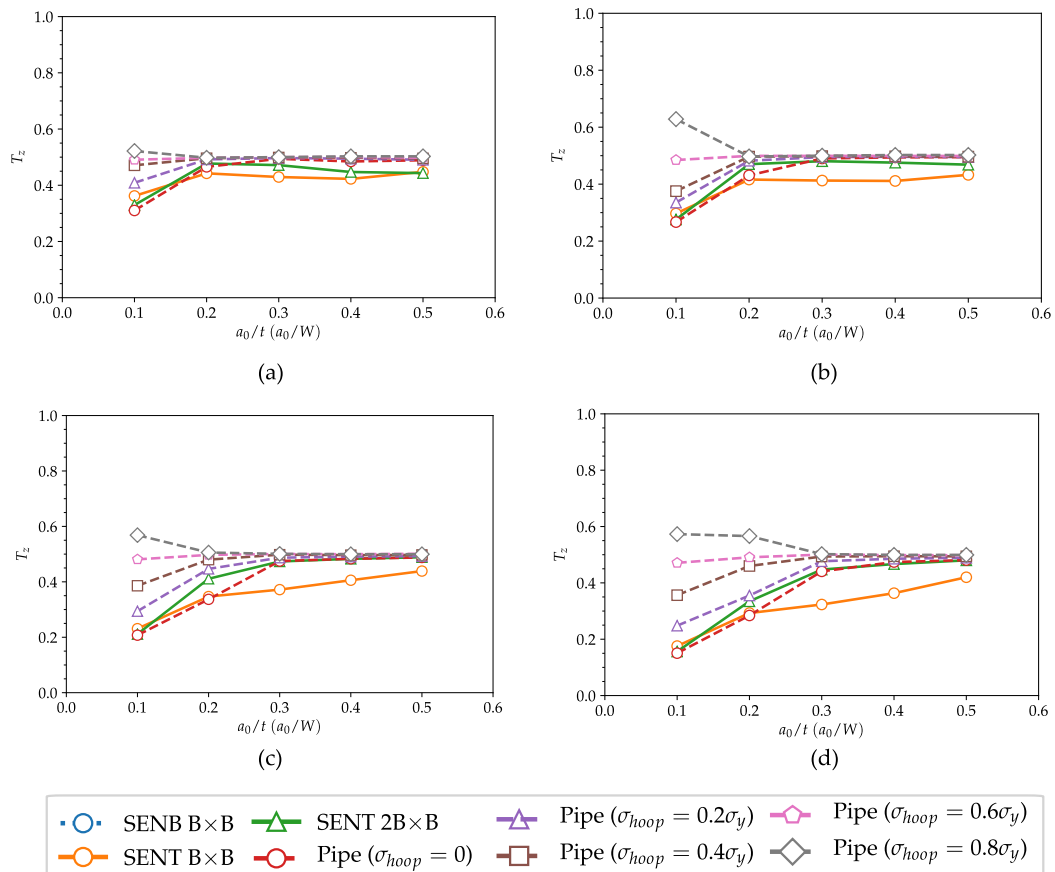 1.0
0.8
0.6
0.4
0.2
0.0
T_z
0.0 0.1 0.2 0.3 0.4 0.5 0.6
a_0/t (a_0/W)
(a)
1.0
0.8
0.6
0.4
0.2
0.0
T_z
0.0 0.1 0.2 0.3 0.4 0.5 0.6
a_0/t (a_0/W)
(b)
1.0
0.8
0.6
0.4
0.2
0.0
T_z
0.0 0.1 0.2 0.3 0.4 0.5 0.6
a_0/t (a_0/W)
(c)
1.0
0.8
0.6
0.4
0.2
0.0
T_z
0.0 0.1 0.2 0.3 0.4 0.5 0.6
a_0/t (a_0/W)
(d)
SENB B×B SENT 2B×B Pipe (σ_hoop = 0.2σ_y) Pipe (σ_hoop = 0.6σ_y)
SENT B×B Pipe (σ_hoop = 0) Pipe (σ_hoop = 0.4σ_y) Pipe (σ_hoop = 0.8σ_y)